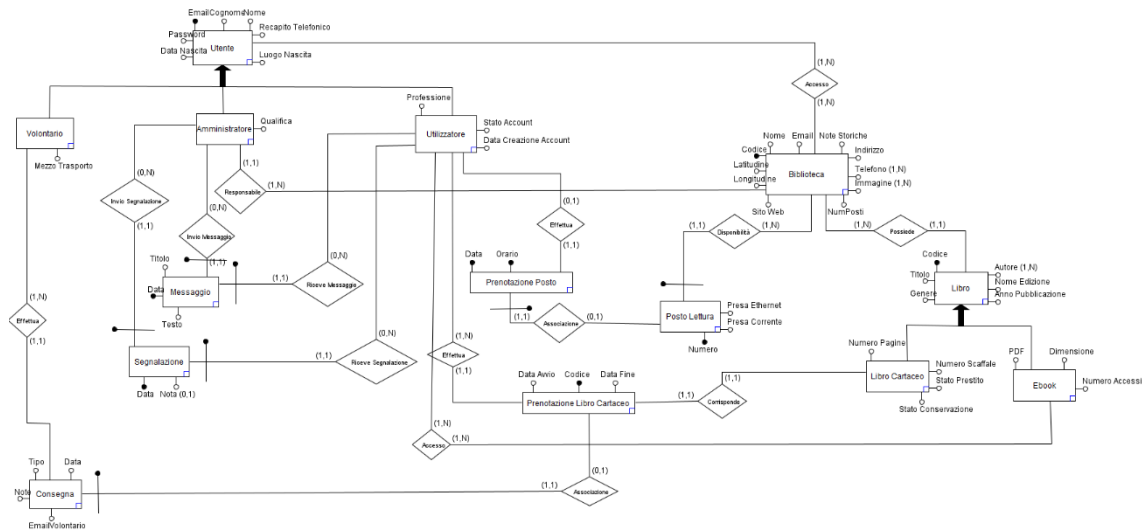 Email
Cognome
Nome
Password
Recapito Telefonico
Utente
Data Nascita
Luogo Nascita
(1,N)
Accesso
(1,N)
Professione
Volontario
Amministratore
Qualifica
Utilizzatore
Stato Account
Data Creazione Account
Mezzo Trasporto
Nome
Email
Note Storiche
Codice
Indirizzo
Latitudine
Biblioteca
Telefono (1,N)
Longitudine
Immagine (1,N)
Sito Web
NumPosti
(1,1)
Responsabile
(1,N)
(0,N)
Invio Segnalazione
(1,1)
(0,N)
Invio Messaggio
(1,1)
(0,1)
Effettua
(1,1)
(1,1)
Disponibilità
(1,N)
(1,N)
Possiede
(1,1)
Titolo
Data
Messaggio
Testo
(1,1)
Riceve Messaggio
(0,N)
Data
Orario
Prenotazione Posto
Codice
Titolo
Libro
Autore (1,N)
Nome Edizione
Genere
Anno Pubblicazione
(1,1)
Associazione
(0,1)
Posto Lettura
Presa Ethernet
Presa Corrente
Numero
(1,N)
Effettua
(1,1)
Segnalazione
Data
Nota (0,1)
(1,1)
Riceve Segnalazione
(0,N)
(1,N)
Effettua
(1,1)
Numero Pagine
Libro Cartaceo
Numero Scaffale
Stato Prestito
Stato Conservazione
PDF
Dimensione
Ebook
Numero Accessi
Data Avvio
Codice
Data Fine
Prenotazione Libro Cartaceo
(1,1)
Corrisponde
(1,1)
(1,N)
Accesso
(1,N)
Tipo
Data
Note
Consegna
EmailVolontario
(1,1)
Associazione
(0,1)